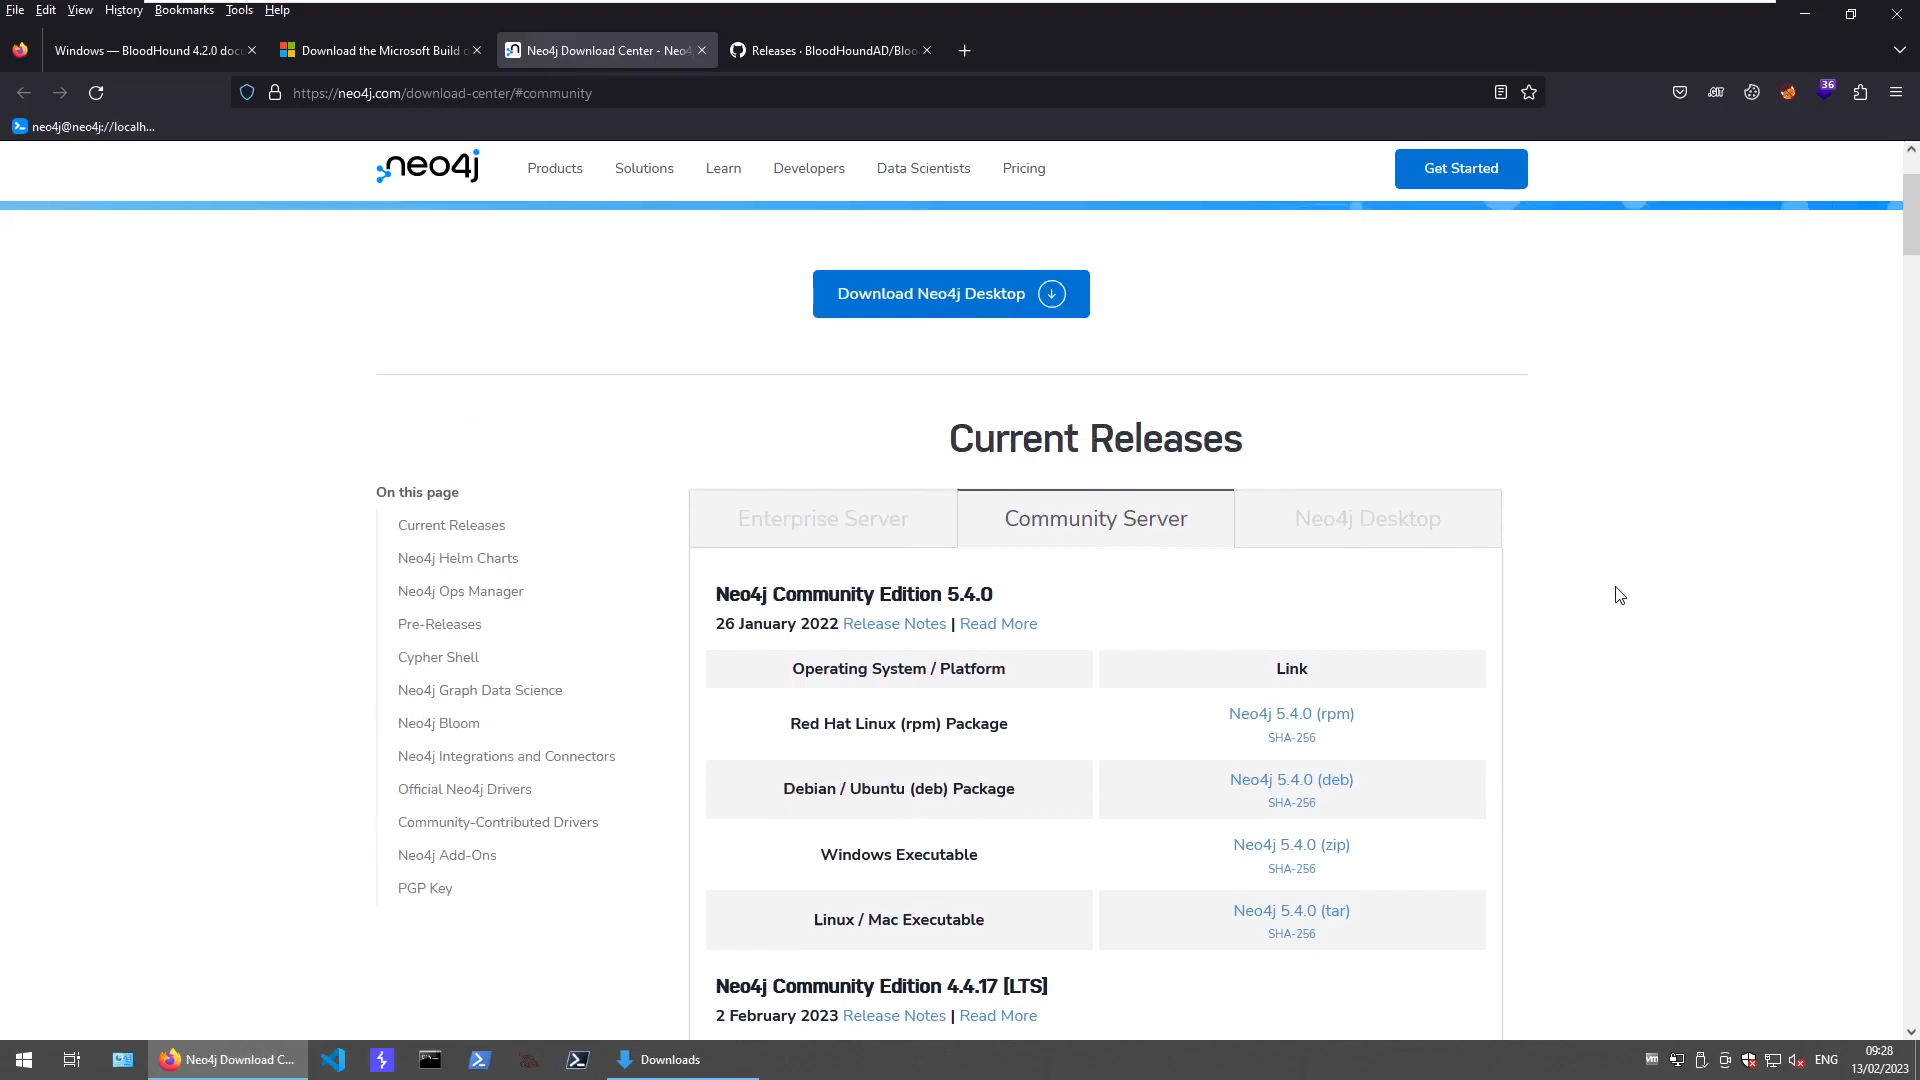 File Edit View History Bookmarks Tools Help
Windows — BloodHound 4.2.0 doc
Download the Microsoft Build o
Neo4j Download Center - Neo4
Releases · BloodHoundAD/Bloo
https://neo4j.com/download-center/#community
36
neo4j@neo4j://localh...
neo4j
Products Solutions Learn Developers Data Scientists Pricing
Get Started
Download Neo4j Desktop
Current Releases
On this page
Current Releases
Neo4j Helm Charts
Neo4j Ops Manager
Pre-Releases
Cypher Shell
Neo4j Graph Data Science
Neo4j Bloom
Neo4j Integrations and Connectors
Official Neo4j Drivers
Community-Contributed Drivers
Neo4j Add-Ons
PGP Key
Enterprise Server Community Server Neo4j Desktop
Neo4j Community Edition 5.4.0
26 January 2022 Release Notes | Read More
Operating System / Platform Link
Red Hat Linux (rpm) Package Neo4j 5.4.0 (rpm)
SHA-256
Debian / Ubuntu (deb) Package Neo4j 5.4.0 (deb)
SHA-256
Windows Executable Neo4j 5.4.0 (zip)
SHA-256
Linux / Mac Executable Neo4j 5.4.0 (tar)
SHA-256
Neo4j Community Edition 4.4.17 [LTS]
2 February 2023 Release Notes | Read More
Neo4j Download C...
Downloads
ENG
09:28
13/02/2023